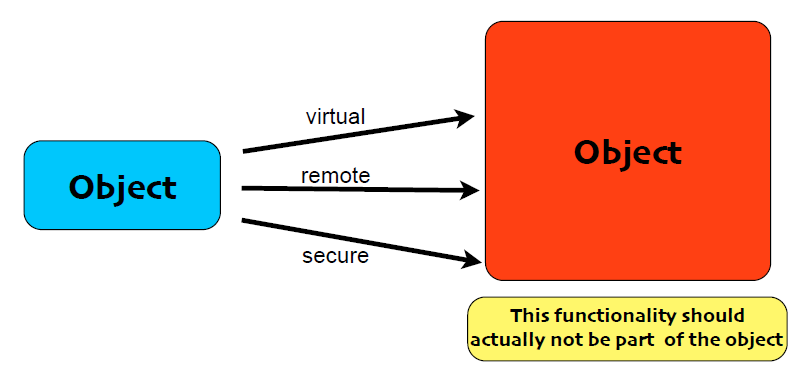 virtual
Object
Object
remote
secure
This functionality should
actually not be part of the object